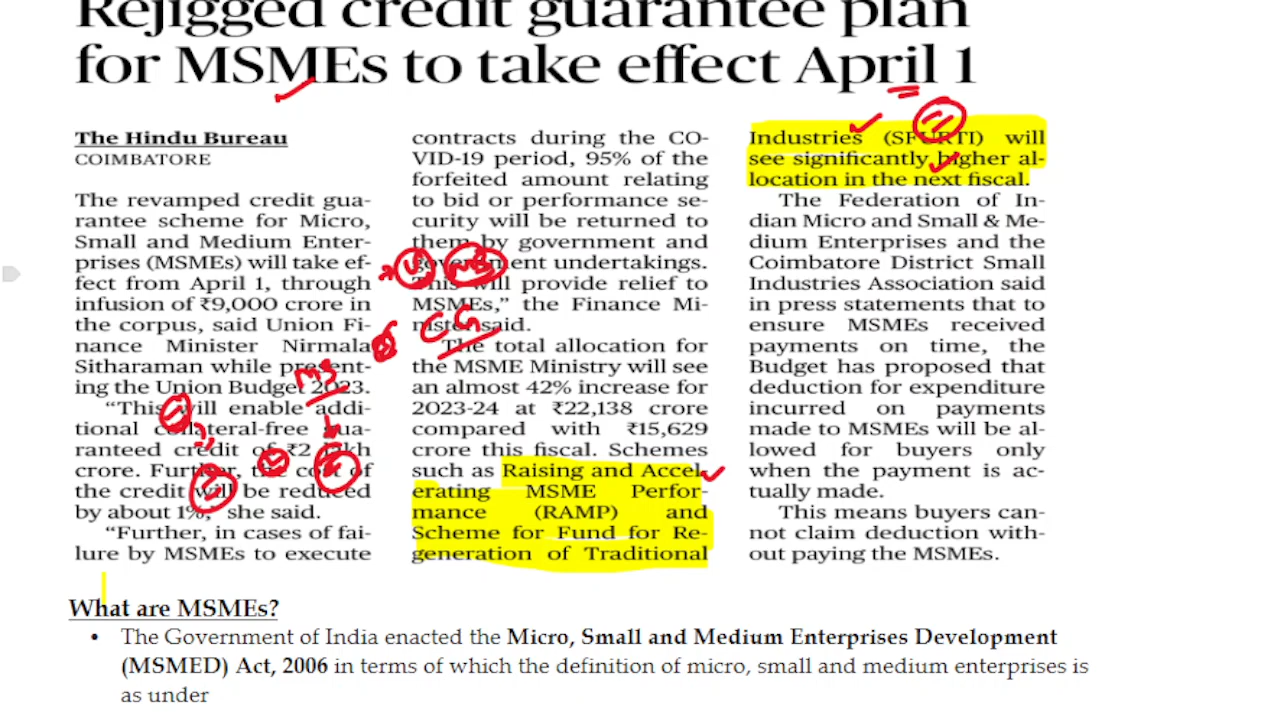 Rejigged credit guarantee plan
for MSMEs to take effect April 1
The Hindu Bureau
COIMBATORE
The revamped credit gua-
rantee scheme for Micro,
Small and Medium Enter-
prises (MSMEs) will take ef-
fect from April 1, through
infusion of ₹9,000 crore in
the corpus, said Union Fi-
nance Minister Nirmala
Sitharaman while present-
ing the Union Budget 2023.
“This will enable addi-
tional collateral-free gua-
ranteed credit of ₹2 lakh
crore. Further, the cost of
the credit will be reduced
by about 1%,” she said.
“Further, in cases of fai-
lure by MSMEs to execute
contracts during the CO-
VID-19 period, 95% of the
forfeited amount relating
to bid or performance se-
curity will be returned to
them by government and
government undertakings.
This will provide relief to
MSMEs,” the Finance Mi-
nister said.
The total allocation for
the MSME Ministry will see
an almost 42% increase for
2023-24 at ₹22,138 crore
compared with ₹15,629
crore this fiscal. Schemes
such as Raising and Accel-
erating MSME Perfor-
mance (RAMP) and
Scheme for Fund for Re-
generation of Traditional
Industries (SFURTI) will
see significantly higher al-
location in the next fiscal.
The Federation of In-
dian Micro and Small & Me-
dium Enterprises and the
Coimbatore District Small
Industries Association said
in press statements that to
ensure MSMEs received
payments on time, the
Budget has proposed that
deduction for expenditure
incurred on payments
made to MSMEs will be al-
lowed for buyers only
when the payment is ac-
tually made.
This means buyers can-
not claim deduction with-
out paying the MSMEs.
CG
What are MSMEs?
• The Government of India enacted the Micro, Small and Medium Enterprises Development
(MSMED) Act, 2006 in terms of which the definition of micro, small and medium enterprises is
as under